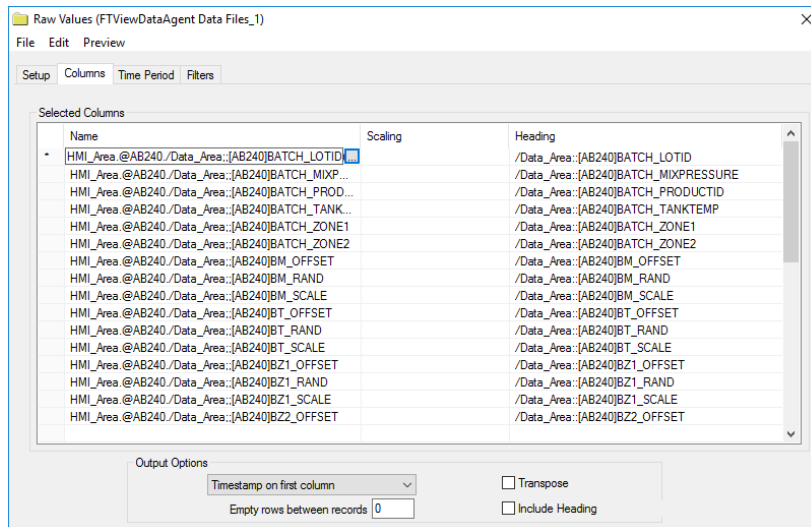 Raw Values (FTViewDataAgent Data Files_1)
File Edit Preview
Setup Columns Time Period Filters
Selected Columns
Name Scaling Heading
* HMI_Area.@AB240./Data_Area;;[AB240]BATCH_LOTID ... /Data_Area::[AB240]BATCH_LOTID
HMI_Area.@AB240./Data_Area;;[AB240]BATCH_MIXP... /Data_Area::[AB240]BATCH_MIXPRESSURE
HMI_Area.@AB240./Data_Area;;[AB240]BATCH_PROD... /Data_Area::[AB240]BATCH_PRODUCTID
HMI_Area.@AB240./Data_Area;;[AB240]BATCH_TANK... /Data_Area::[AB240]BATCH_TANKTEMP
HMI_Area.@AB240./Data_Area;;[AB240]BATCH_ZONE1 /Data_Area::[AB240]BATCH_ZONE1
HMI_Area.@AB240./Data_Area;;[AB240]BATCH_ZONE2 /Data_Area::[AB240]BATCH_ZONE2
HMI_Area.@AB240./Data_Area;;[AB240]BM_OFFSET /Data_Area::[AB240]BM_OFFSET
HMI_Area.@AB240./Data_Area;;[AB240]BM_RAND /Data_Area::[AB240]BM_RAND
HMI_Area.@AB240./Data_Area;;[AB240]BM_SCALE /Data_Area::[AB240]BM_SCALE
HMI_Area.@AB240./Data_Area;;[AB240]BT_OFFSET /Data_Area::[AB240]BT_OFFSET
HMI_Area.@AB240./Data_Area;;[AB240]BT_RAND /Data_Area::[AB240]BT_RAND
HMI_Area.@AB240./Data_Area;;[AB240]BT_SCALE /Data_Area::[AB240]BT_SCALE
HMI_Area.@AB240./Data_Area;;[AB240]BZ1_OFFSET /Data_Area::[AB240]BZ1_OFFSET
HMI_Area.@AB240./Data_Area;;[AB240]BZ1_RAND /Data_Area::[AB240]BZ1_RAND
HMI_Area.@AB240./Data_Area;;[AB240]BZ1_SCALE /Data_Area::[AB240]BZ1_SCALE
HMI_Area.@AB240./Data_Area;;[AB240]BZ2_OFFSET /Data_Area::[AB240]BZ2_OFFSET
Output Options
Timestamp on first column Transpose
Empty rows between records 0 Include Heading